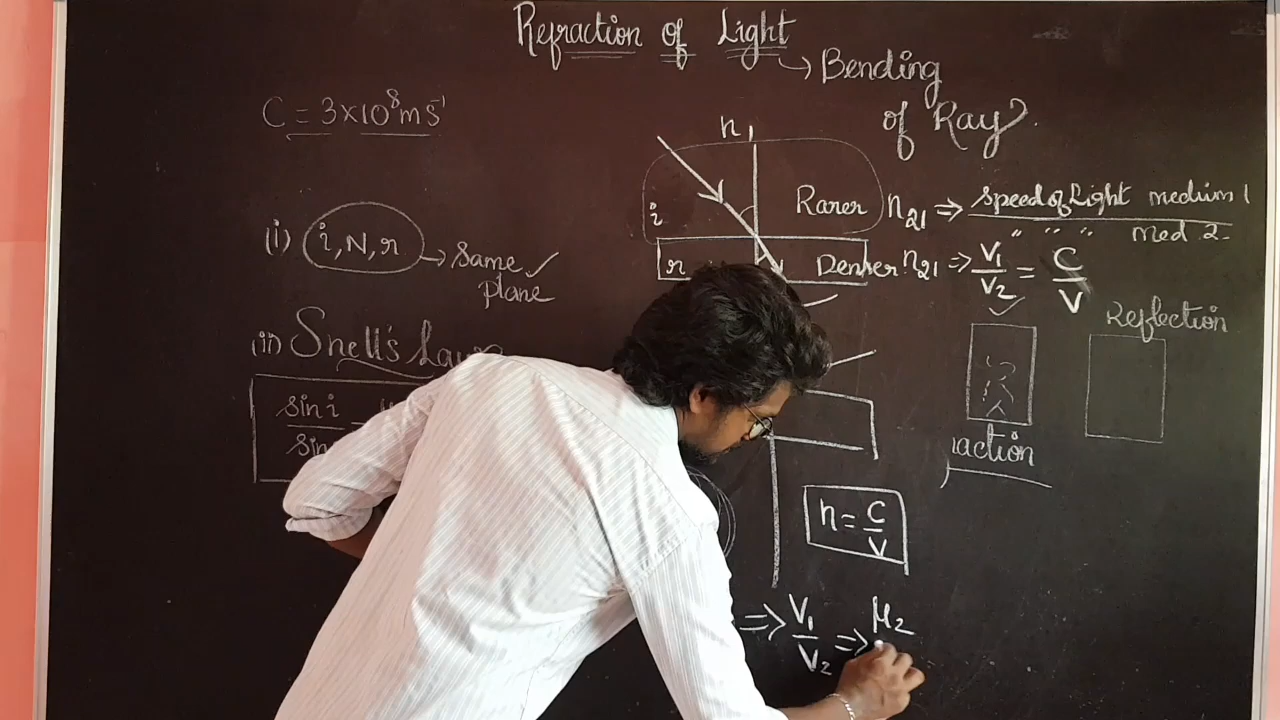 Refraction of Light
→ Bending
of Ray
C = 3×10⁸ m s⁻¹
n₁
i
Rarer
r
Denser
n₂₁ ⇒ Speed of Light medium 1
" " " med 2
n₂₁ ⇒ V₁/V₂ = C/V
(i) i, N, r → Same
plane
(ii) Snell's Law
sin i
sin
Reflection
action
n = C/V
⇒ V₁/V₂ ⇒ μ₂